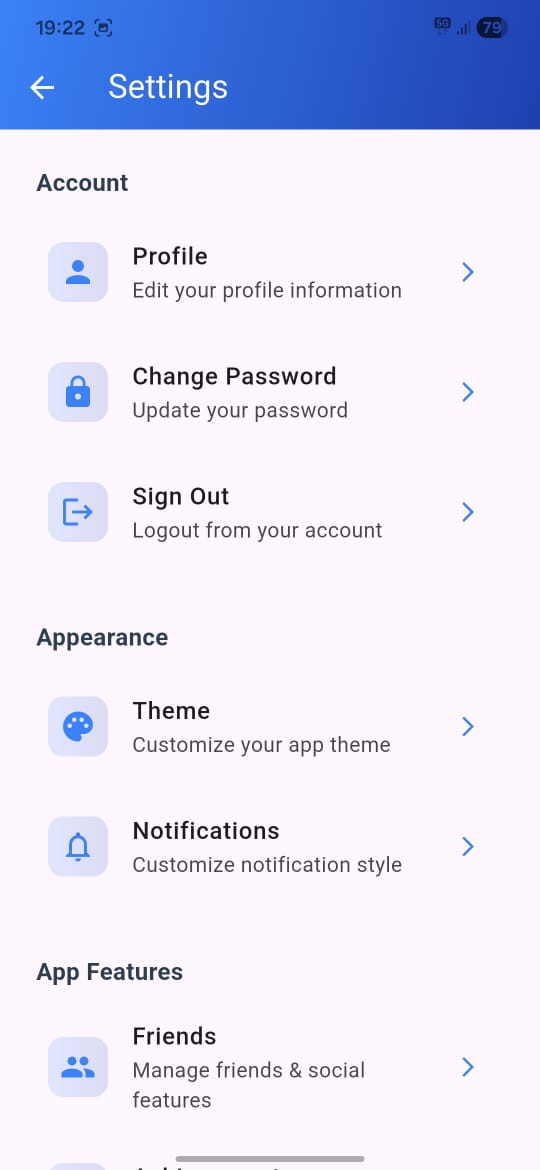 19:22
5G
79
Settings
Account
Profile
Edit your profile information
Change Password
Update your password
Sign Out
Logout from your account
Appearance
Theme
Customize your app theme
Notifications
Customize notification style
App Features
Friends
Manage friends & social
features